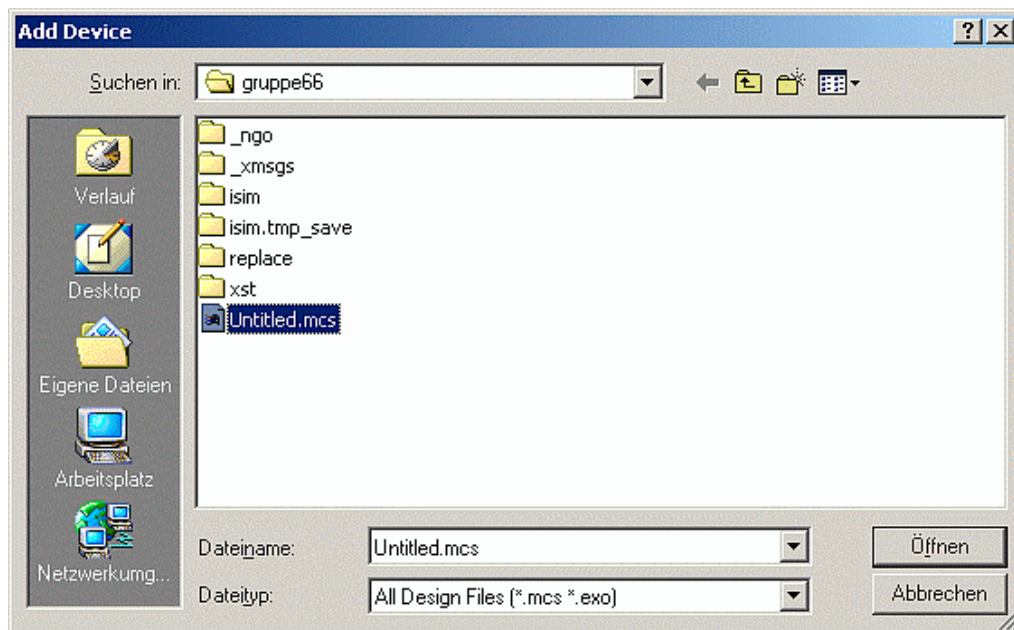 Add Device
Suchen in: gruppe66
_ngo
_xmsgs
isim
isim.tmp_save
replace
xst
Untitled.mcs
Verlauf
Desktop
Eigene Dateien
Arbeitsplatz
Netzwerkumg...
Dateiname: Untitled.mcs Öffnen
Dateityp: All Design Files (*.mcs *.exo) Abbrechen